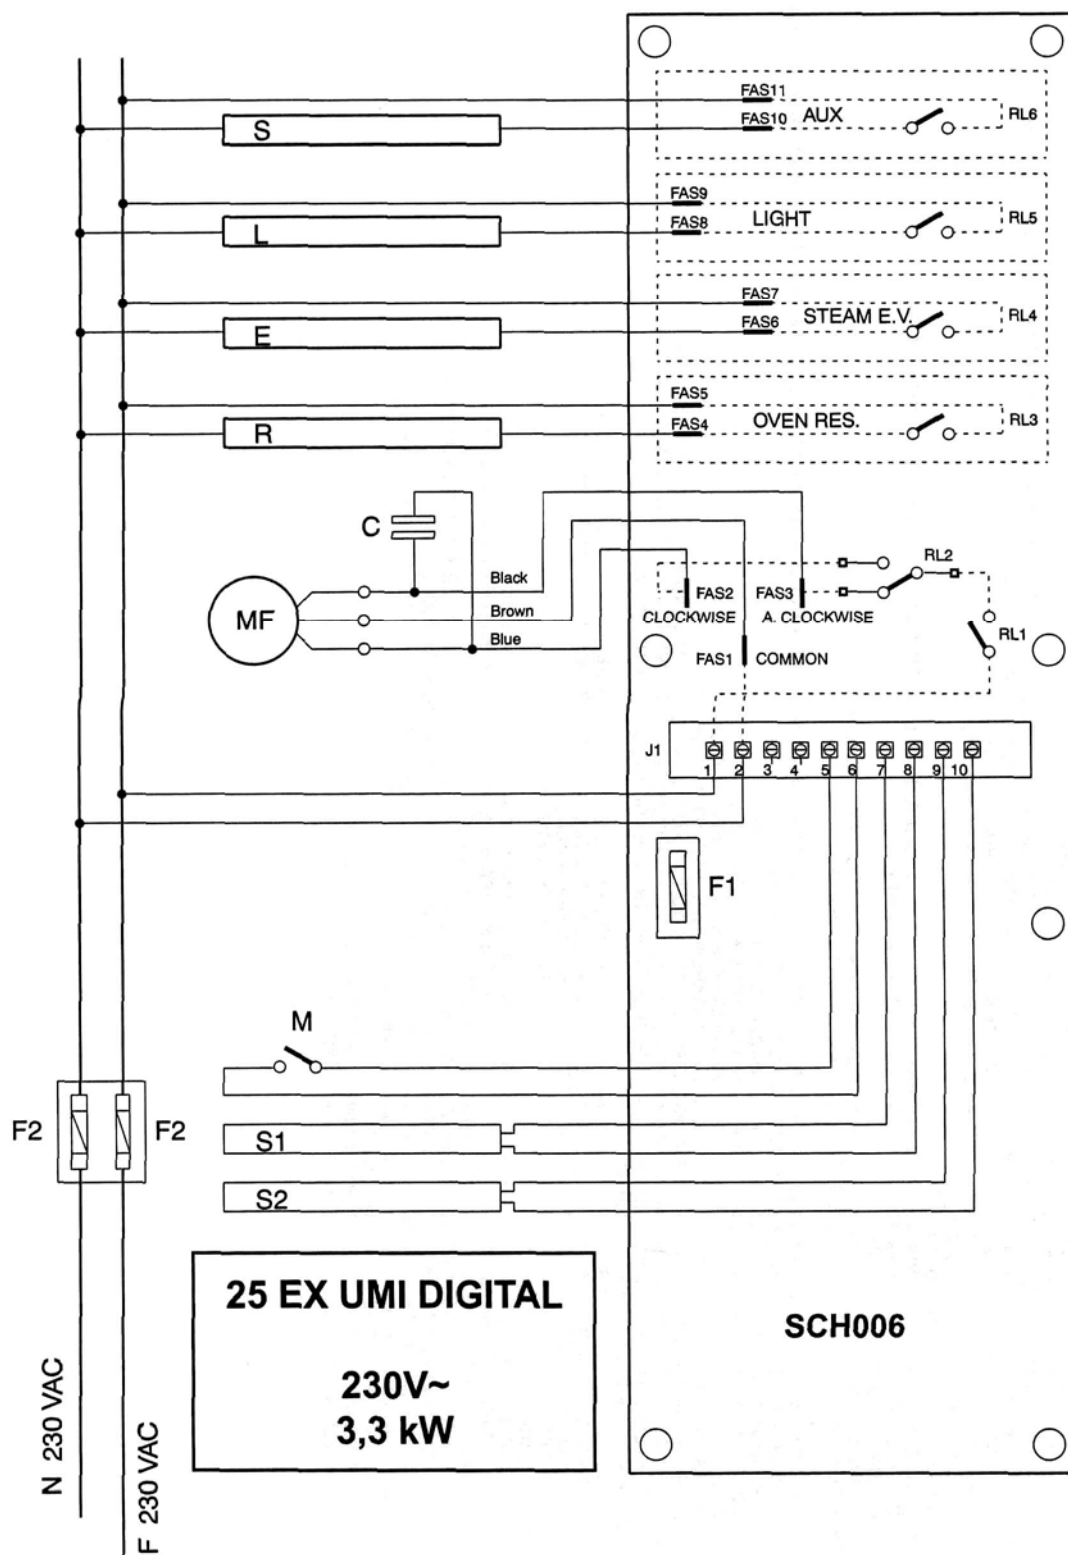 FAS11
FAS10 AUX RL6
S
FAS9
FAS8 LIGHT RL5
L
FAS7
FAS6 STEAM E.V. RL4
E
FAS5
FAS4 OVEN RES. RL3
R
C
Black
MF
Brown
Blue
RL2
FAS2 FAS3
CLOCKWISE A. CLOCKWISE
RL1
FAS1 COMMON
J1
1 2 3 4 5 6 7 8 9 10
F1
M
F2 F2
S1
S2
25 EX UMI DIGITAL
230V~
3,3 kW
SCH006
N 230 VAC
F 230 VAC